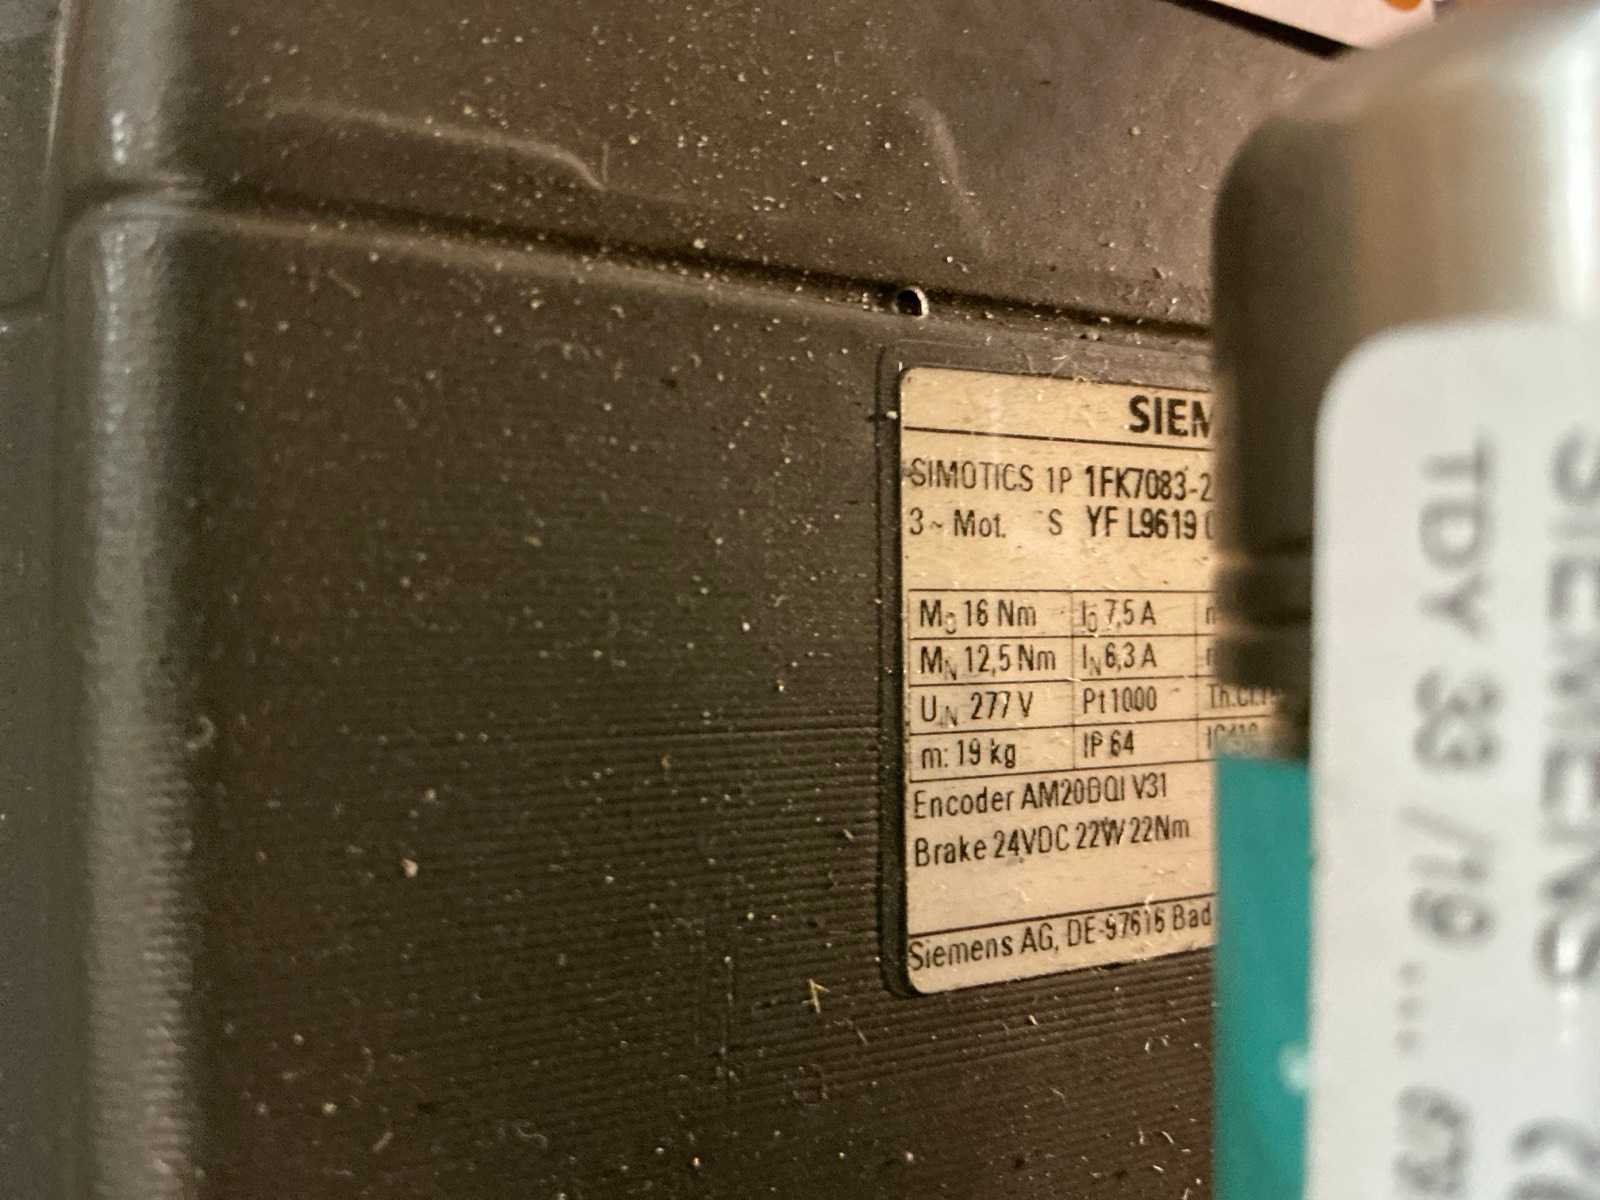 SIEM
SIMOTICS 1P 1FK7083-2
3~ Mot. S YF L9619
M0 16 Nm I0 7,5 A
MN 12,5 Nm IN 6,3 A
UN 277 V Pt1000
m: 19 kg IP 64
Encoder AM20DQI V31
Brake 24VDC 22W 22Nm
Siemens AG, DE-97616 Bad
SIEMENS
TDY 33 /19 ...